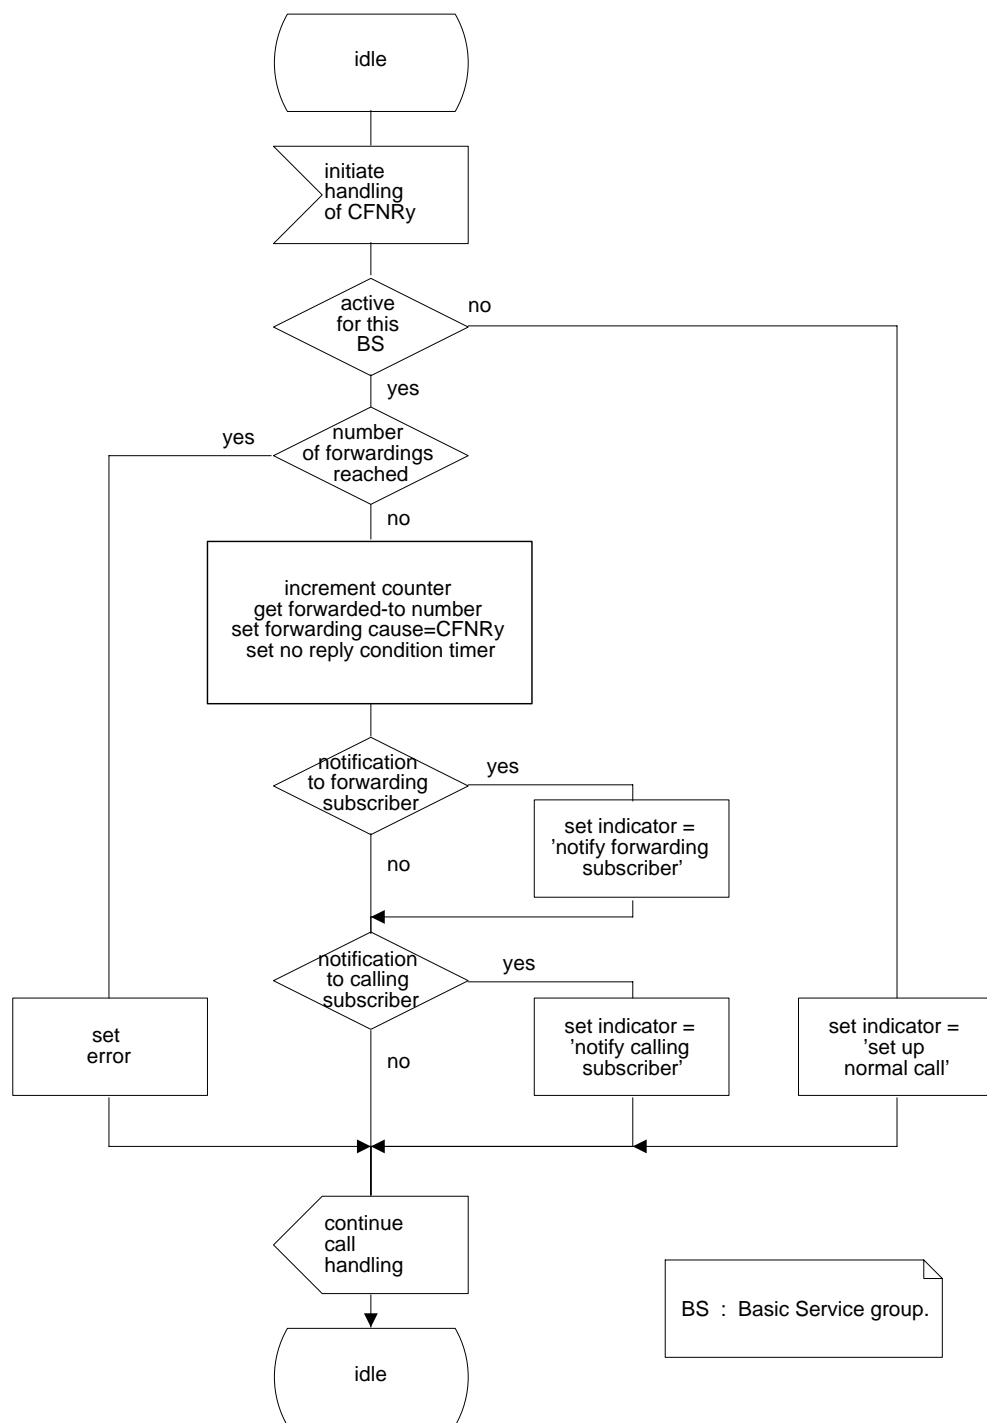 idle
initiate
handling
of CFNRy
active
for this
BS
no
yes
number
of forwardings
reached
yes
no
increment counter
get forwarded-to number
set forwarding cause=CFNRy
set no reply condition timer
notification
to forwarding
subscriber
yes
set indicator =
’notify forwarding
subscriber’
no
notification
to calling
subscriber
yes
set
error
set indicator =
’notify calling
subscriber’
set indicator =
’set up
normal call’
no
continue
call
handling
BS : Basic Service group.
idle